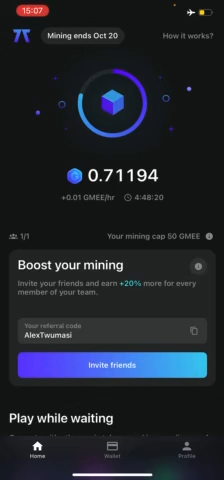 15:07
Mining ends Oct 20
How it works?
0.71194
+0.01 GMEE/hr 4:48:20
1/1
Your mining cap 50 GMEE
Boost your mining
Invite your friends and earn +20% more for every
member of your team.
Your referral code
AlexTwumasi
Invite friends
Play while waiting
Home
Wallet
Profile